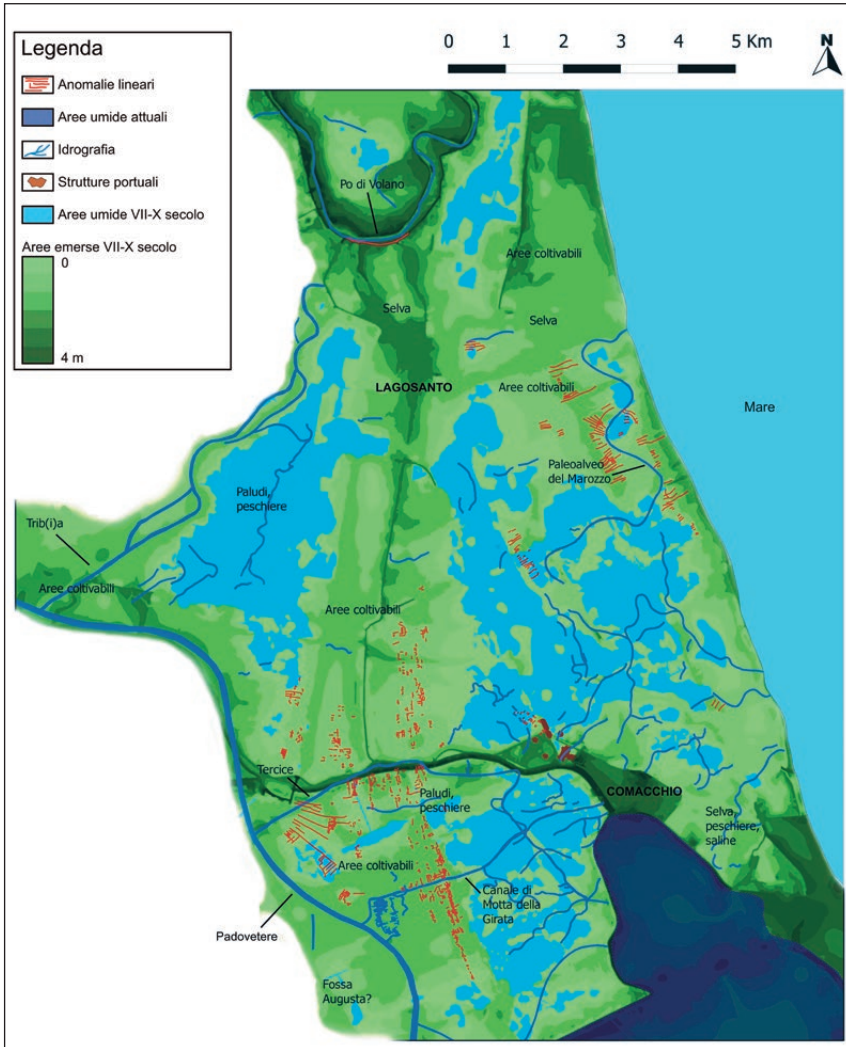 Legenda
Anomalie lineari
Aree umide attuali
Idrografia
Strutture portuali
Aree umide VII-X secolo
Aree emerse VII-X secolo
0
4 m
0 1 2 3 4 5 Km
N
Po di Volano
Aree coltivabili
Selva
Selva
LAGOSANTO
Aree coltivabili
Mare
Paleoalveo
del Marozzo
Paludi,
peschiere
Trib(i)a
Aree coltivabili
Aree coltivabili
Tercice
Paludi,
peschiere
COMACCHIO
Selva,
peschiere,
saline
Aree coltivabili
Canale di
Motta della
Girata
Padovetere
Fossa
Augusta?